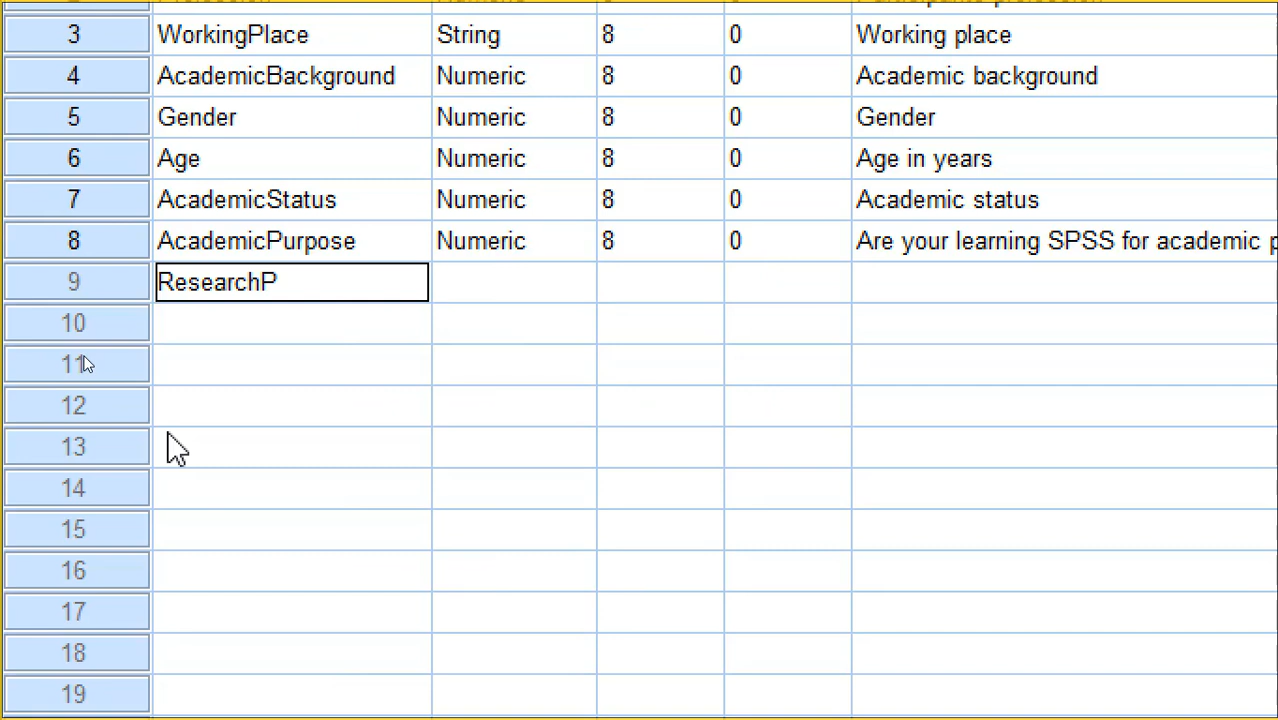 3 WorkingPlace String 8 0 Working place
4 AcademicBackground Numeric 8 0 Academic background
5 Gender Numeric 8 0 Gender
6 Age Numeric 8 0 Age in years
7 AcademicStatus Numeric 8 0 Academic status
8 AcademicPurpose Numeric 8 0 Are your learning SPSS for academic p
9 ResearchP
10
11
12
13
14
15
16
17
18
19